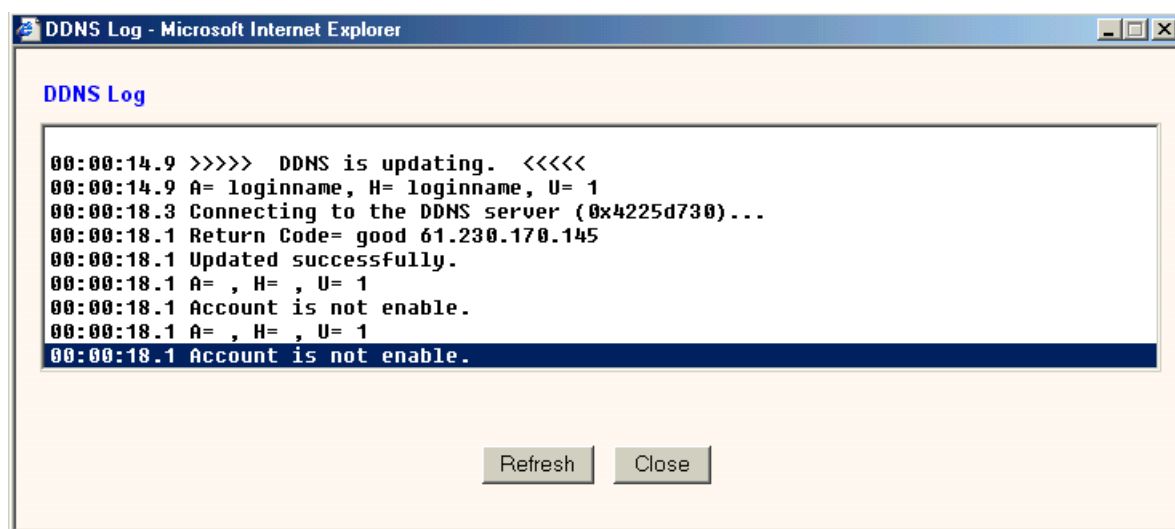 DDNS Log - Microsoft Internet Explorer
DDNS Log
00:00:14.9 >>>>>  DDNS is updating.  <<<<<
00:00:14.9 A= loginname, H= loginname, U= 1
00:00:18.3 Connecting to the DDNS server (0x4225d730)...
00:00:18.1 Return Code= good 61.230.170.145
00:00:18.1 Updated successfully.
00:00:18.1 A= , H= , U= 1
00:00:18.1 Account is not enable.
00:00:18.1 A= , H= , U= 1
00:00:18.1 Account is not enable.
Refresh Close